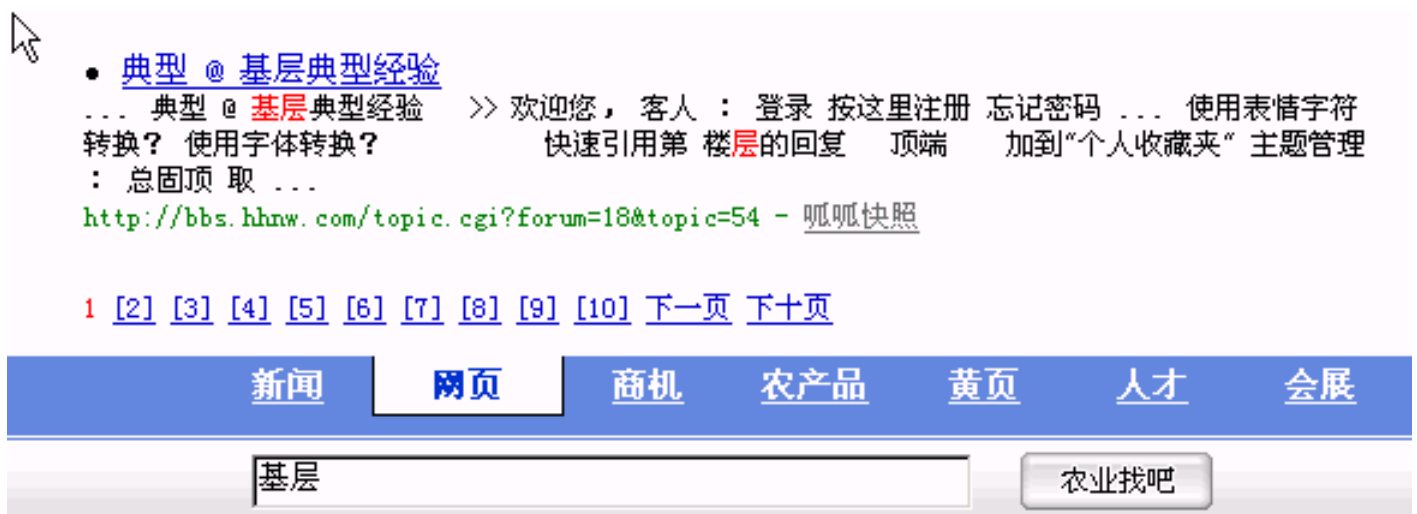 • 典型 @ 基层典型经验
... 典型 @ 基层典型经验 >> 欢迎您， 客人 ： 登录 按这里注册 忘记密码 ... 使用表情字符
转换？ 使用字体转换？ 快速引用第 楼层的回复 顶端 加到“个人收藏夹” 主题管理
： 总固顶 取 ...
http://bbs.hhnw.com/topic.cgi?forum=18&topic=54 - 呱呱快照
1 [2] [3] [4] [5] [6] [7] [8] [9] [10] 下一页 下十页
新闻 网页 商机 农产品 黄页 人才 会展
基层 农业找吧